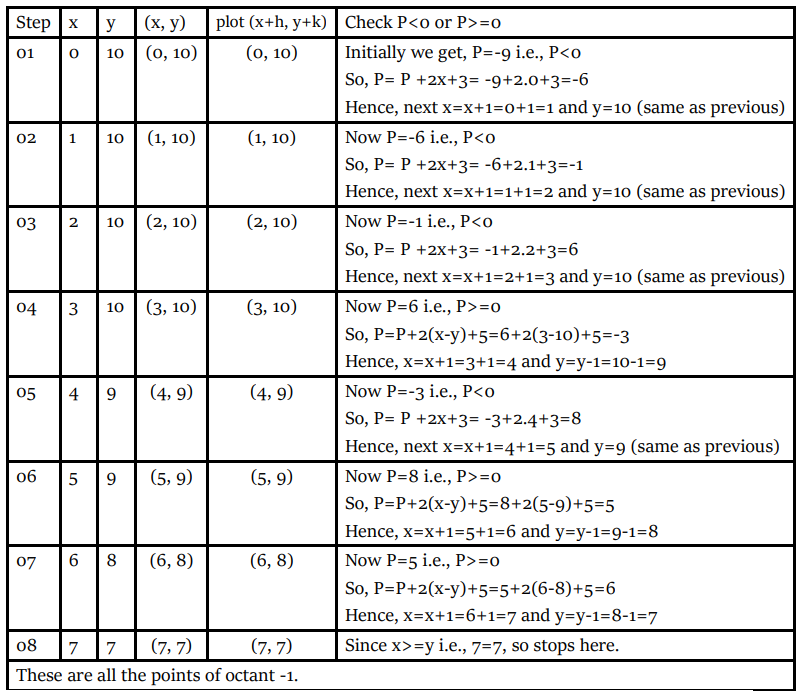 Step x y (x, y) plot (x+h, y+k) Check P<0 or P>=0
01 0 10 (0, 10) (0, 10) Initially we get, P=-9 i.e., P<0
So, P= P +2x+3= -9+2.0+3=-6
Hence, next x=x+1=0+1=1 and y=10 (same as previous)
02 1 10 (1, 10) (1, 10) Now P=-6 i.e., P<0
So, P= P +2x+3= -6+2.1+3=-1
Hence, next x=x+1=1+1=2 and y=10 (same as previous)
03 2 10 (2, 10) (2, 10) Now P=-1 i.e., P<0
So, P= P +2x+3= -1+2.2+3=6
Hence, next x=x+1=2+1=3 and y=10 (same as previous)
04 3 10 (3, 10) (3, 10) Now P=6 i.e., P>=0
So, P=P+2(x-y)+5=6+2(3-10)+5=-3
Hence, x=x+1=3+1=4 and y=y-1=10-1=9
05 4 9 (4, 9) (4, 9) Now P=-3 i.e., P<0
So, P= P +2x+3= -3+2.4+3=8
Hence, next x=x+1=4+1=5 and y=9 (same as previous)
06 5 9 (5, 9) (5, 9) Now P=8 i.e., P>=0
So, P=P+2(x-y)+5=8+2(5-9)+5=5
Hence, x=x+1=5+1=6 and y=y-1=9-1=8
07 6 8 (6, 8) (6, 8) Now P=5 i.e., P>=0
So, P=P+2(x-y)+5=5+2(6-8)+5=6
Hence, x=x+1=6+1=7 and y=y-1=8-1=7
08 7 7 (7, 7) (7, 7) Since x>=y i.e., 7=7, so stops here.
These are all the points of octant -1.